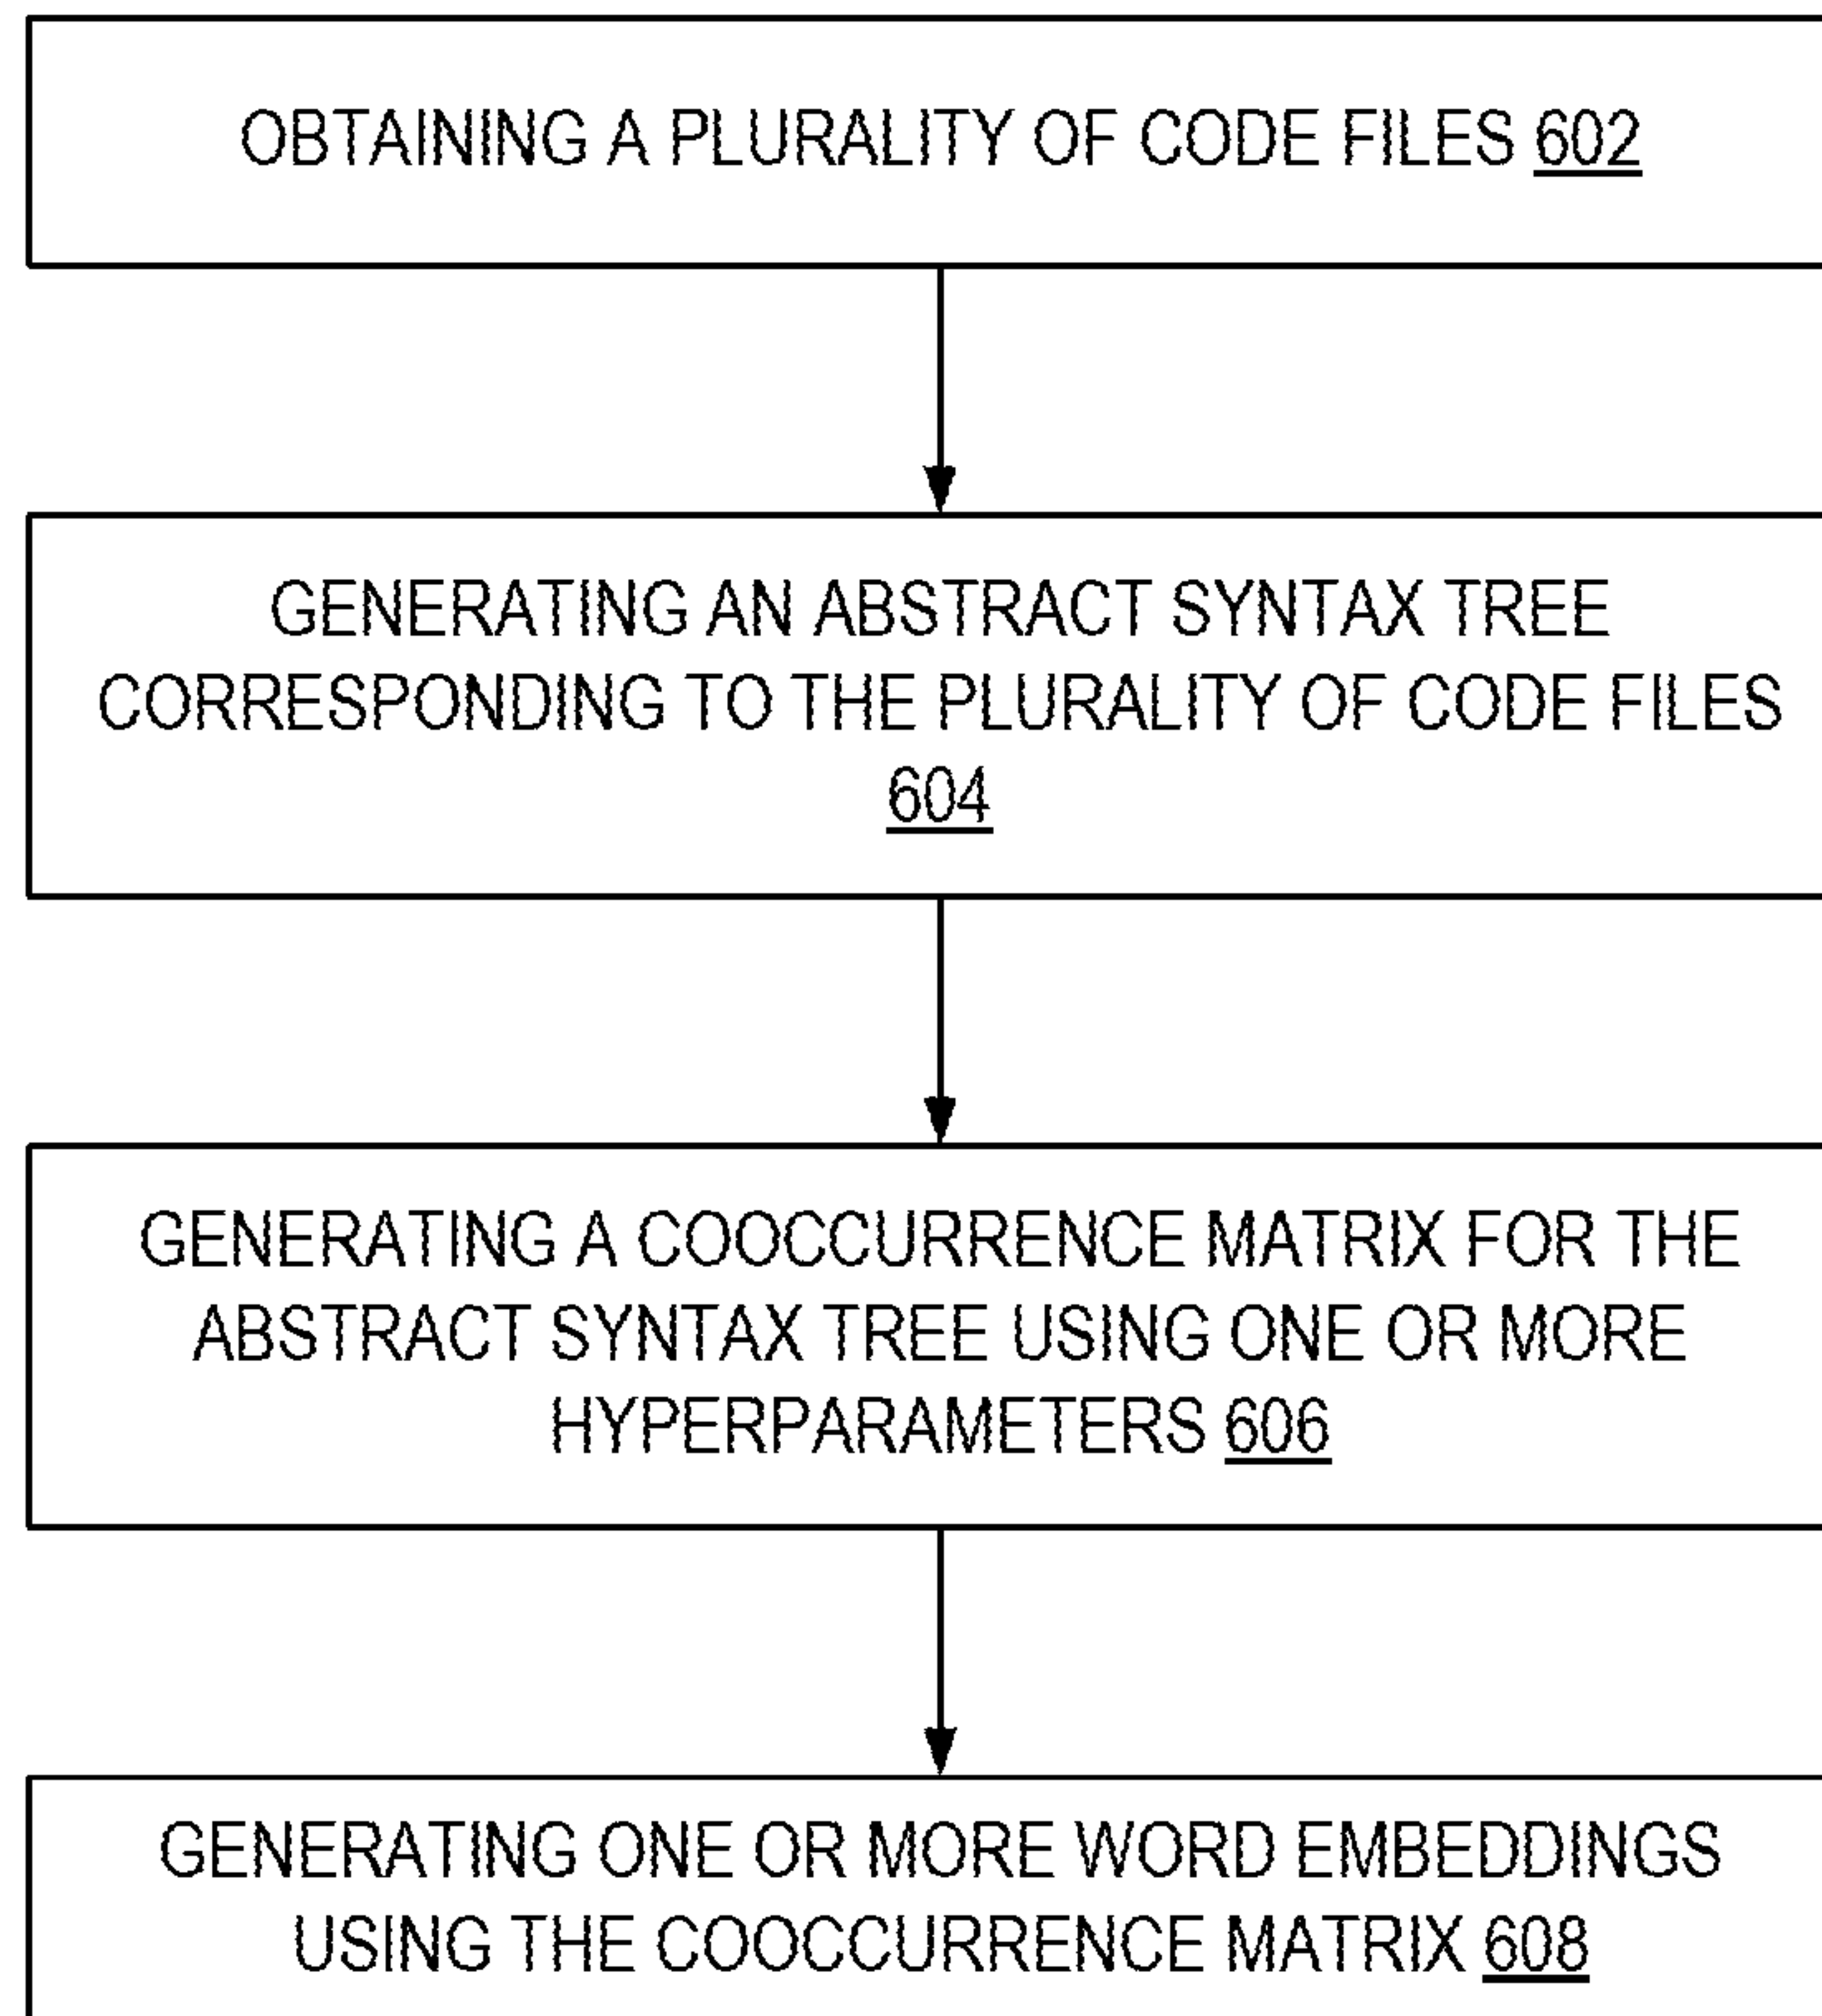 OBTAINING A PLURALITY OF CODE FILES 602
GENERATING AN ABSTRACT SYNTAX TREE
CORRESPONDING TO THE PLURALITY OF CODE FILES
604
GENERATING A COOCCURRENCE MATRIX FOR THE
ABSTRACT SYNTAX TREE USING ONE OR MORE
HYPERPARAMETERS 606
GENERATING ONE OR MORE WORD EMBEDDINGS
USING THE COOCCURRENCE MATRIX 608